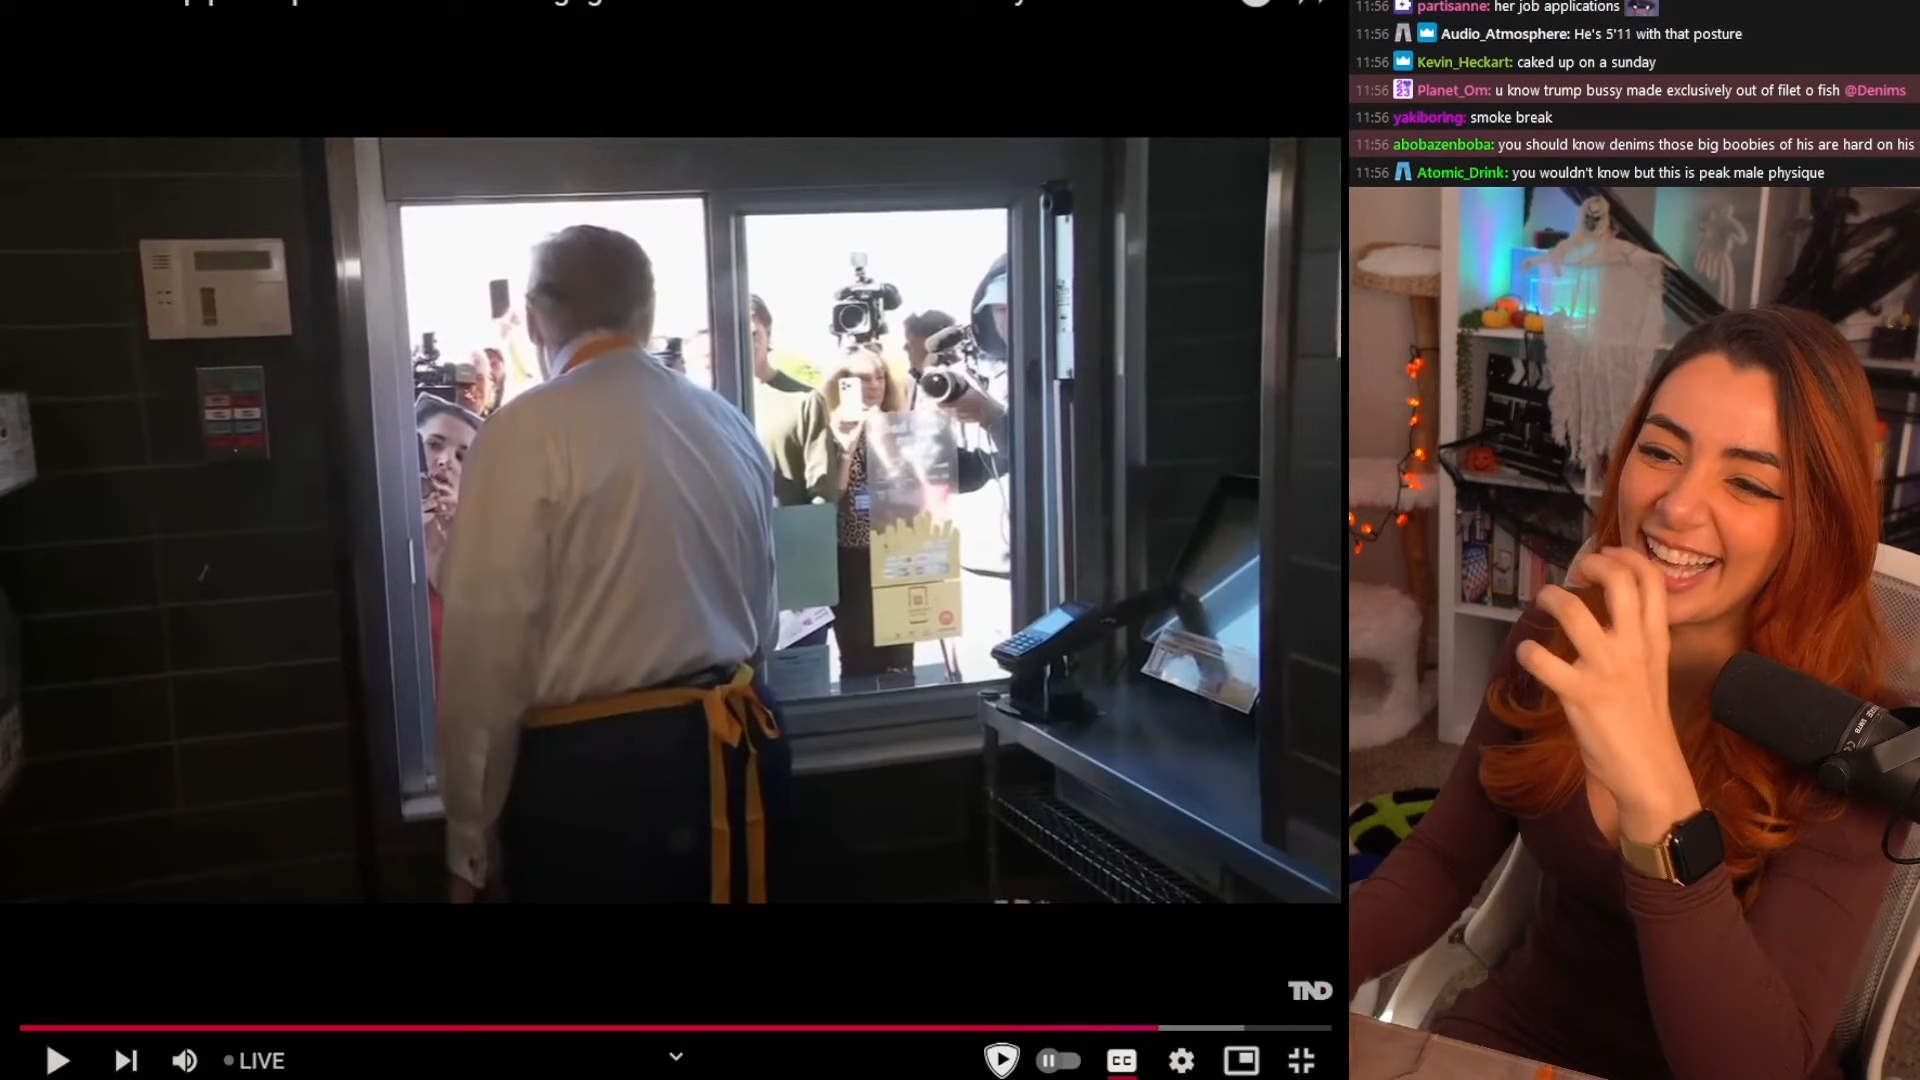 11:56 partisanne: her job applications
11:56 Audio_Atmosphere: He's 5'11 with that posture
11:56 Kevin_Heckart: caked up on a sunday
11:56 Planet_Om: u know trump bussy made exclusively out of filet o fish @Denims
11:56 yakiboring: smoke break
11:56 abobazenboba: you should know denims those big boobies of his are hard on his
11:56 Atomic_Drink: you wouldn't know but this is peak male physique
TND
LIVE
CC